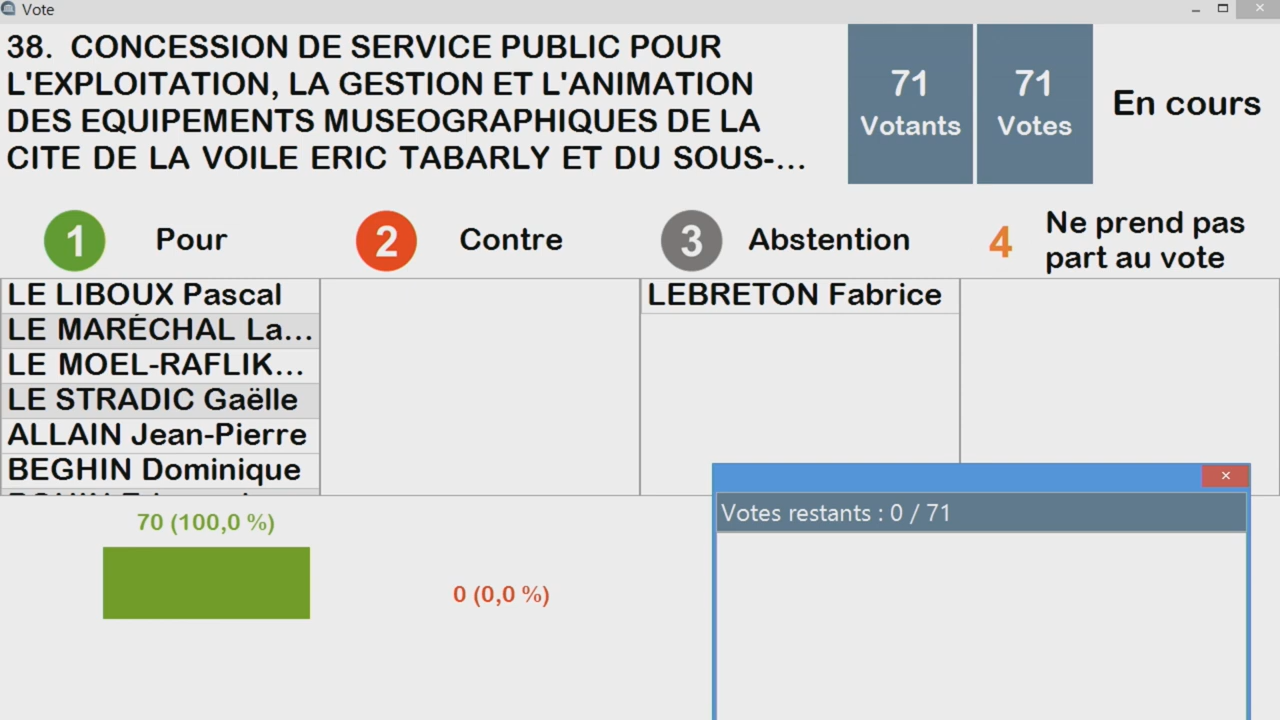 Vote
38. CONCESSION DE SERVICE PUBLIC POUR
L'EXPLOITATION, LA GESTION ET L'ANIMATION
DES EQUIPEMENTS MUSEOGRAPHIQUES DE LA
CITE DE LA VOILE ERIC TABARLY ET DU SOUS-...
71
Votants
71
Votes
En cours
1 Pour
2 Contre
3 Abstention
4 Ne prend pas
part au vote
LE LIBOUX Pascal
LE MARÉCHAL La...
LE MOEL-RAFLIK...
LE STRADIC Gaëlle
ALLAIN Jean-Pierre
BEGHIN Dominique
LEBRETON Fabrice
70 (100,0 %)
0 (0,0 %)
Votes restants : 0 / 71